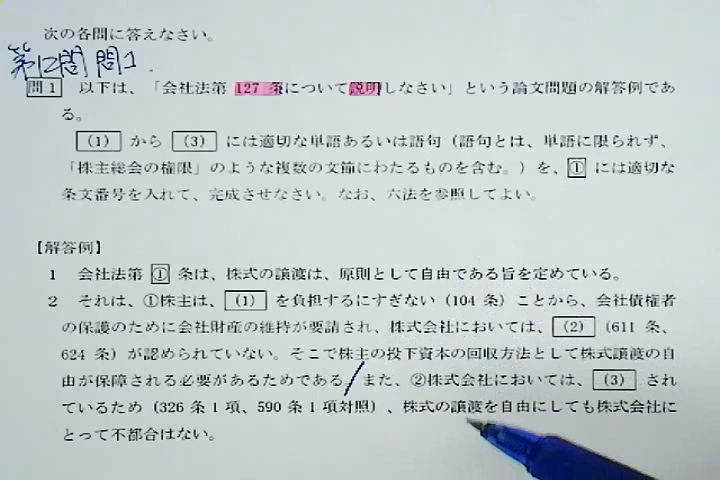 次の各問に答えなさい。
第12問 問1.
問1 以下は、「会社法第 127 条について説明しなさい」という論文問題の解答例であ
る。
(1) から (3) には適切な単語あるいは語句（語句とは、単語に限られず、
「株主総会の権限」のような複数の文節にわたるものを含む。）を、① には適切な
条文番号を入れて、完成させなさい。なお、六法を参照してよい。
【解答例】
1 会社法第 ① 条は、株式の譲渡は、原則として自由である旨を定めている。
2 それは、①株主は、(1) を負担するにすぎない（104 条）ことから、会社債権者
の保護のために会社財産の維持が要請され、株式会社においては、(2)（611 条、
624 条）が認められていない。そこで株主の投下資本の回収方法として株式譲渡の自
由が保障される必要があるためである。また、②株式会社においては、(3) され
ているため（326 条 1 項、590 条 1 項対照）、株式の譲渡を自由にしても株式会社に
とって不都合はない。